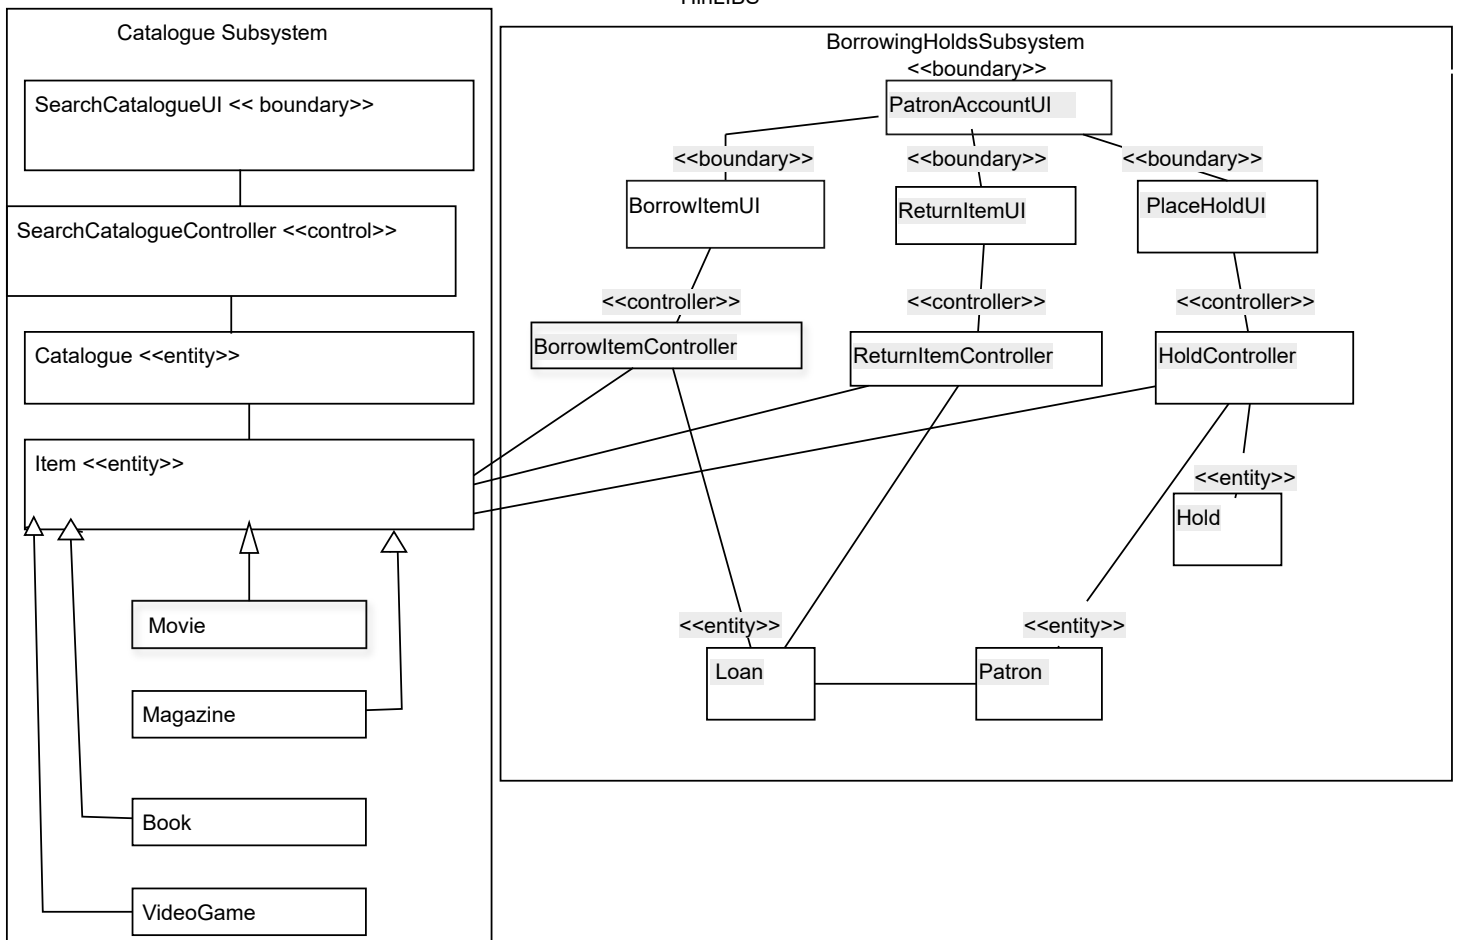 HinLIBS
Catalogue Subsystem
SearchCatalogueUI << boundary>>
SearchCatalogueController <<control>>
Catalogue <<entity>>
Item <<entity>>
Movie
Magazine
Book
VideoGame
BorrowingHoldsSubsystem
<<boundary>>
PatronAccountUI
<<boundary>>
<<boundary>>
<<boundary>>
BorrowItemUI
ReturnItemUI
PlaceHoldUI
<<controller>>
<<controller>>
<<controller>>
BorrowItemController
ReturnItemController
HoldController
<<entity>>
Hold
<<entity>>
<<entity>>
Loan
Patron